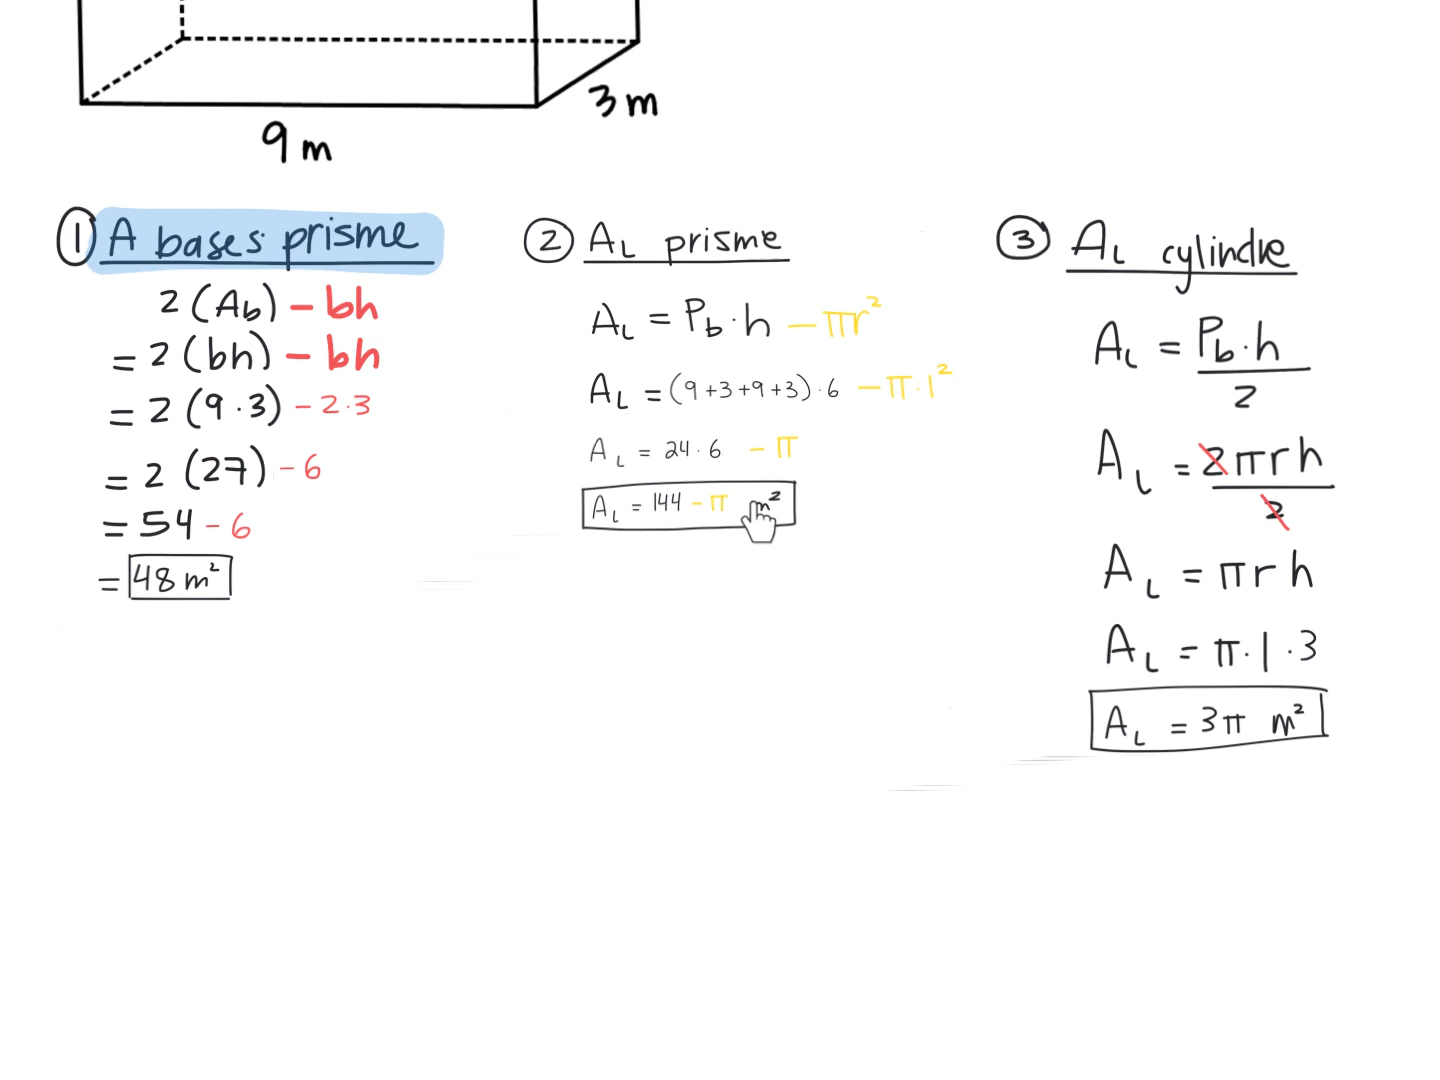 3 m
9 m
① A bases prisme
2 (Ab) – bh
= 2 (bh) – bh
= 2 (9 · 3) – 2 · 3
= 2 (27) – 6
= 54 – 6
= 48 m²
② AL prisme
AL = Pb · h – πr²
AL = (9 + 3 + 9 + 3) · 6 – π · 1²
AL = 24 · 6 – π
AL = 144 – π m²
③ AL cylindre
AL = Pb · h / 2
AL = 2πrh / 2
AL = πrh
AL = π · 1 · 3
AL = 3π m²